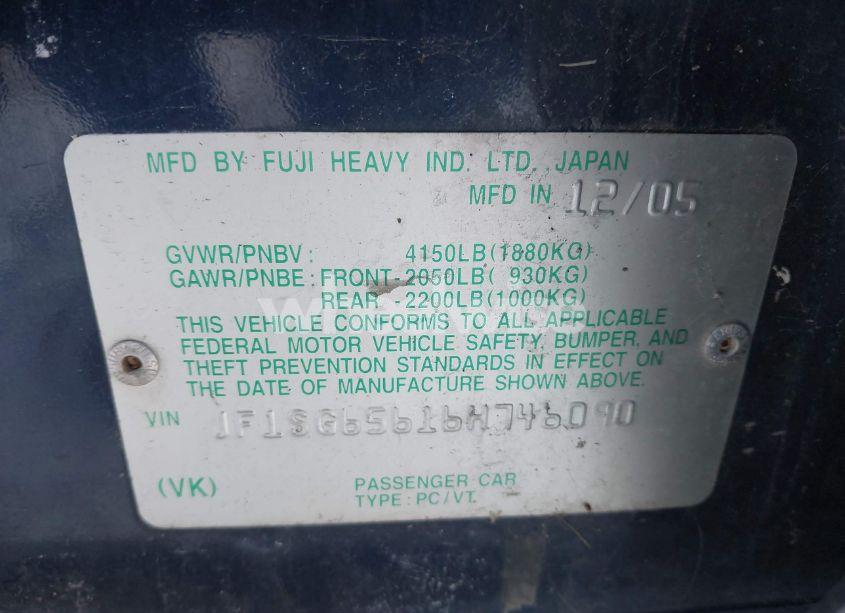 MFD BY FUJI HEAVY IND. LTD. JAPAN
MFD IN 12/05
GVWR/PNBV: 4150LB(1880KG)
GAWR/PNBE: FRONT-2050LB( 930KG)
REAR -2200LB(1000KG)
THIS VEHICLE CONFORMS TO ALL APPLICABLE
FEDERAL MOTOR VEHICLE SAFETY, BUMPER, AND
THEFT PREVENTION STANDARDS IN EFFECT ON
THE DATE OF MANUFACTURE SHOWN ABOVE.
VIN
(VK) PASSENGER CAR
TYPE: PC/VT.